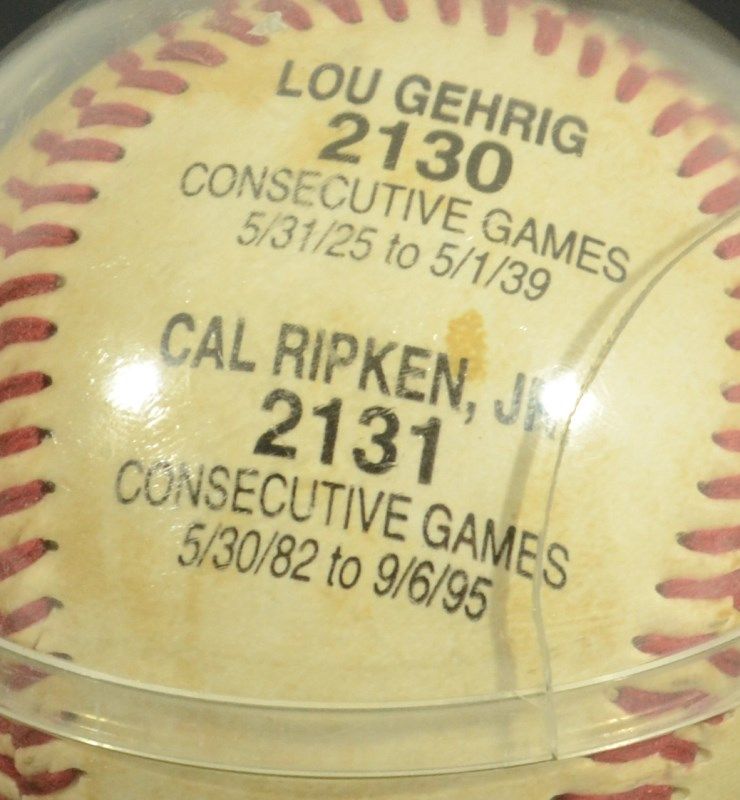 LOU GEHRIG
2130
CONSECUTIVE GAMES
5/31/25 to 5/1/39
CAL RIPKEN, JR
2131
CONSECUTIVE GAMES
5/30/82 to 9/6/95